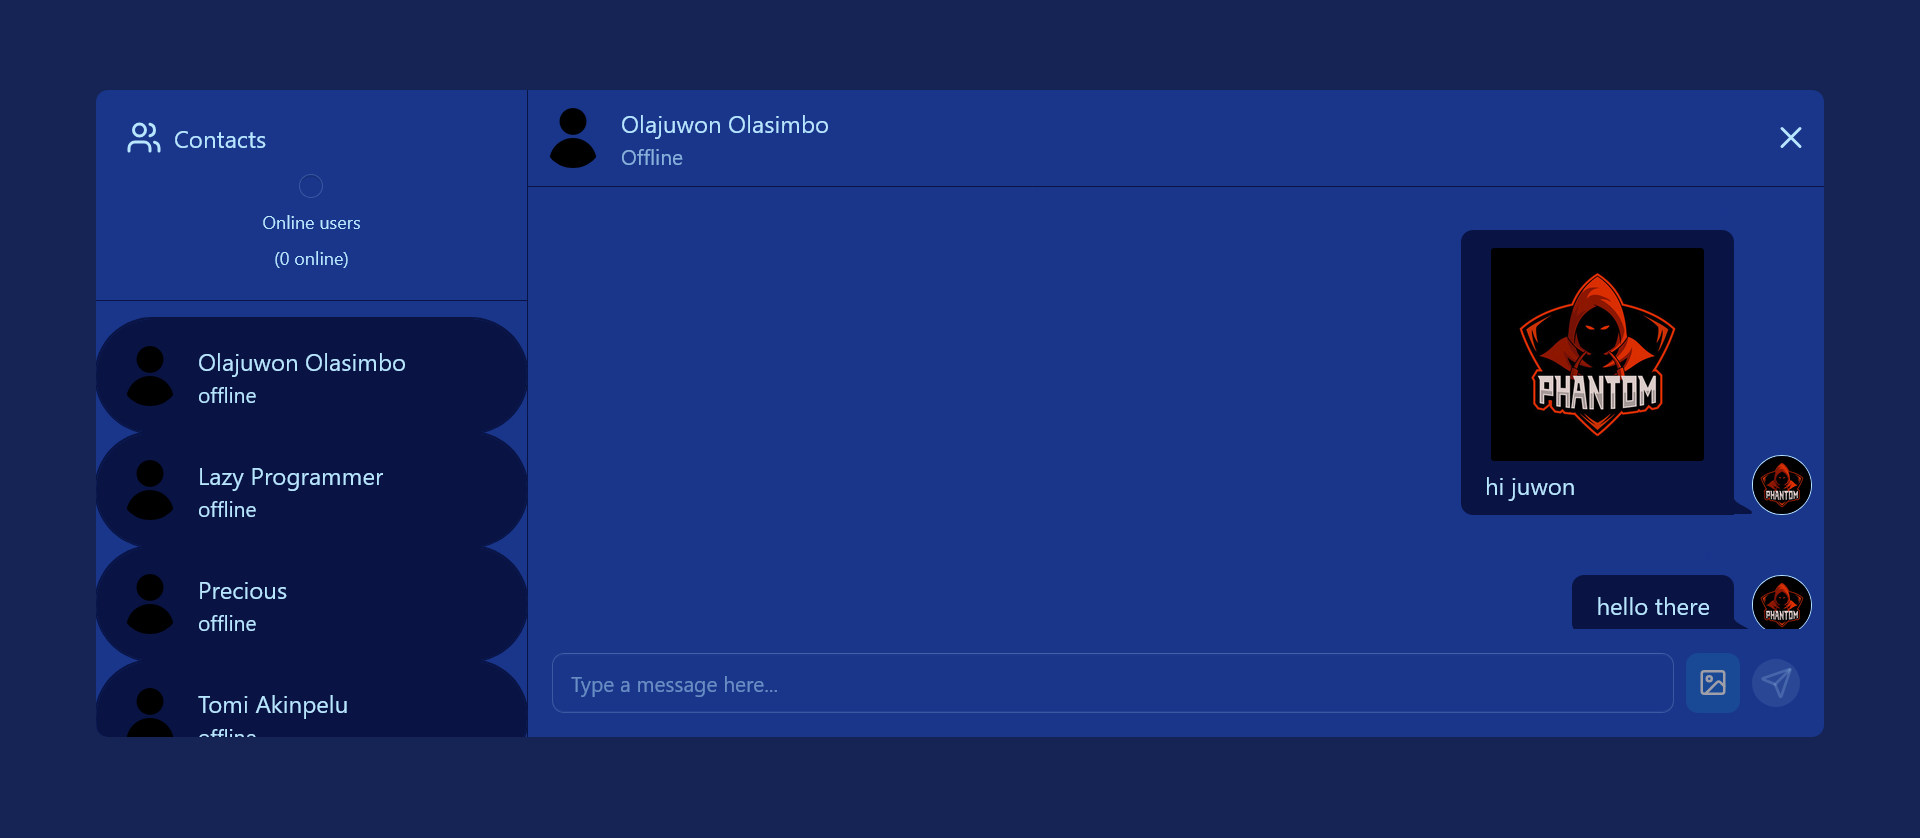 Contacts
Online users
(0 online)
Olajuwon Olasimbo
offline
Lazy Programmer
offline
Precious
offline
Tomi Akinpelu
offline
Olajuwon Olasimbo
Offline
PHANTOM
hi juwon
PHANTOM
hello there
PHANTOM
Type a message here...